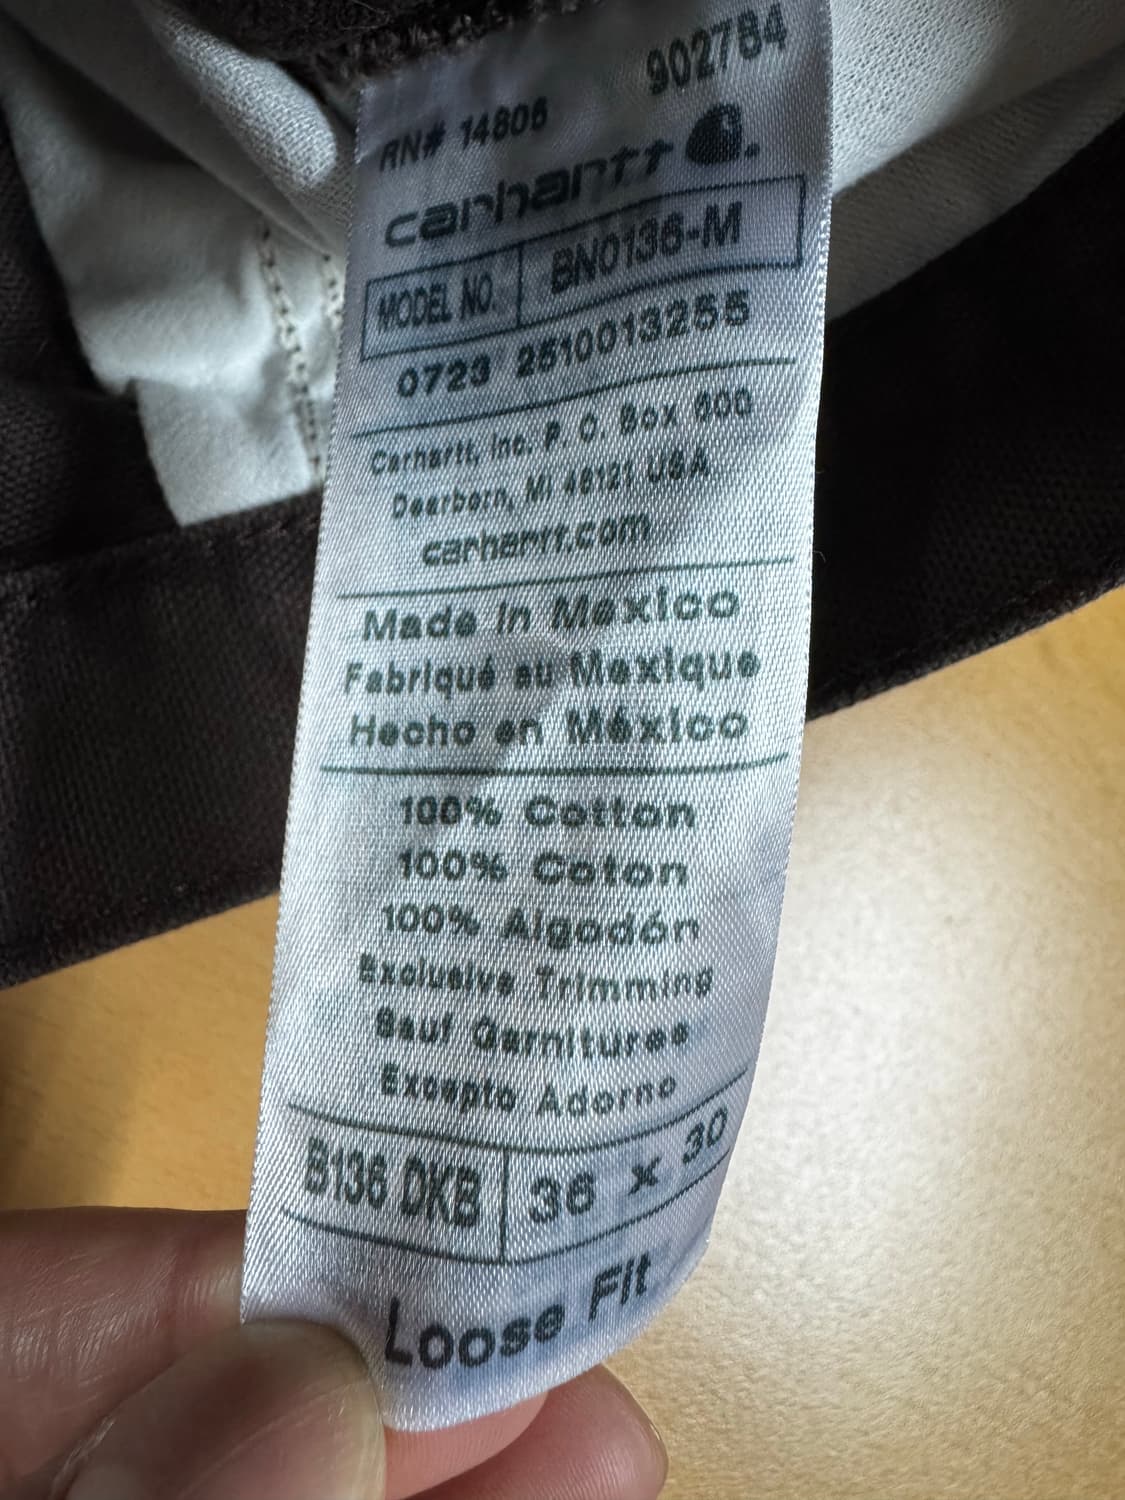 902784
RN# 14806
carhartt
MODEL NO. BN0136-M
0723 2510013255
Carhartt, Inc. P. O. Box 600
Dearborn, MI 48121 USA
carhartt.com
Made in Mexico
Fabriqué au Mexique
Hecho en México
100% Cotton
100% Coton
100% Algodón
Exclusive Trimming
Sauf Garnitures
Excepto Adorno
B136 DKB 36 x 30
Loose Fit